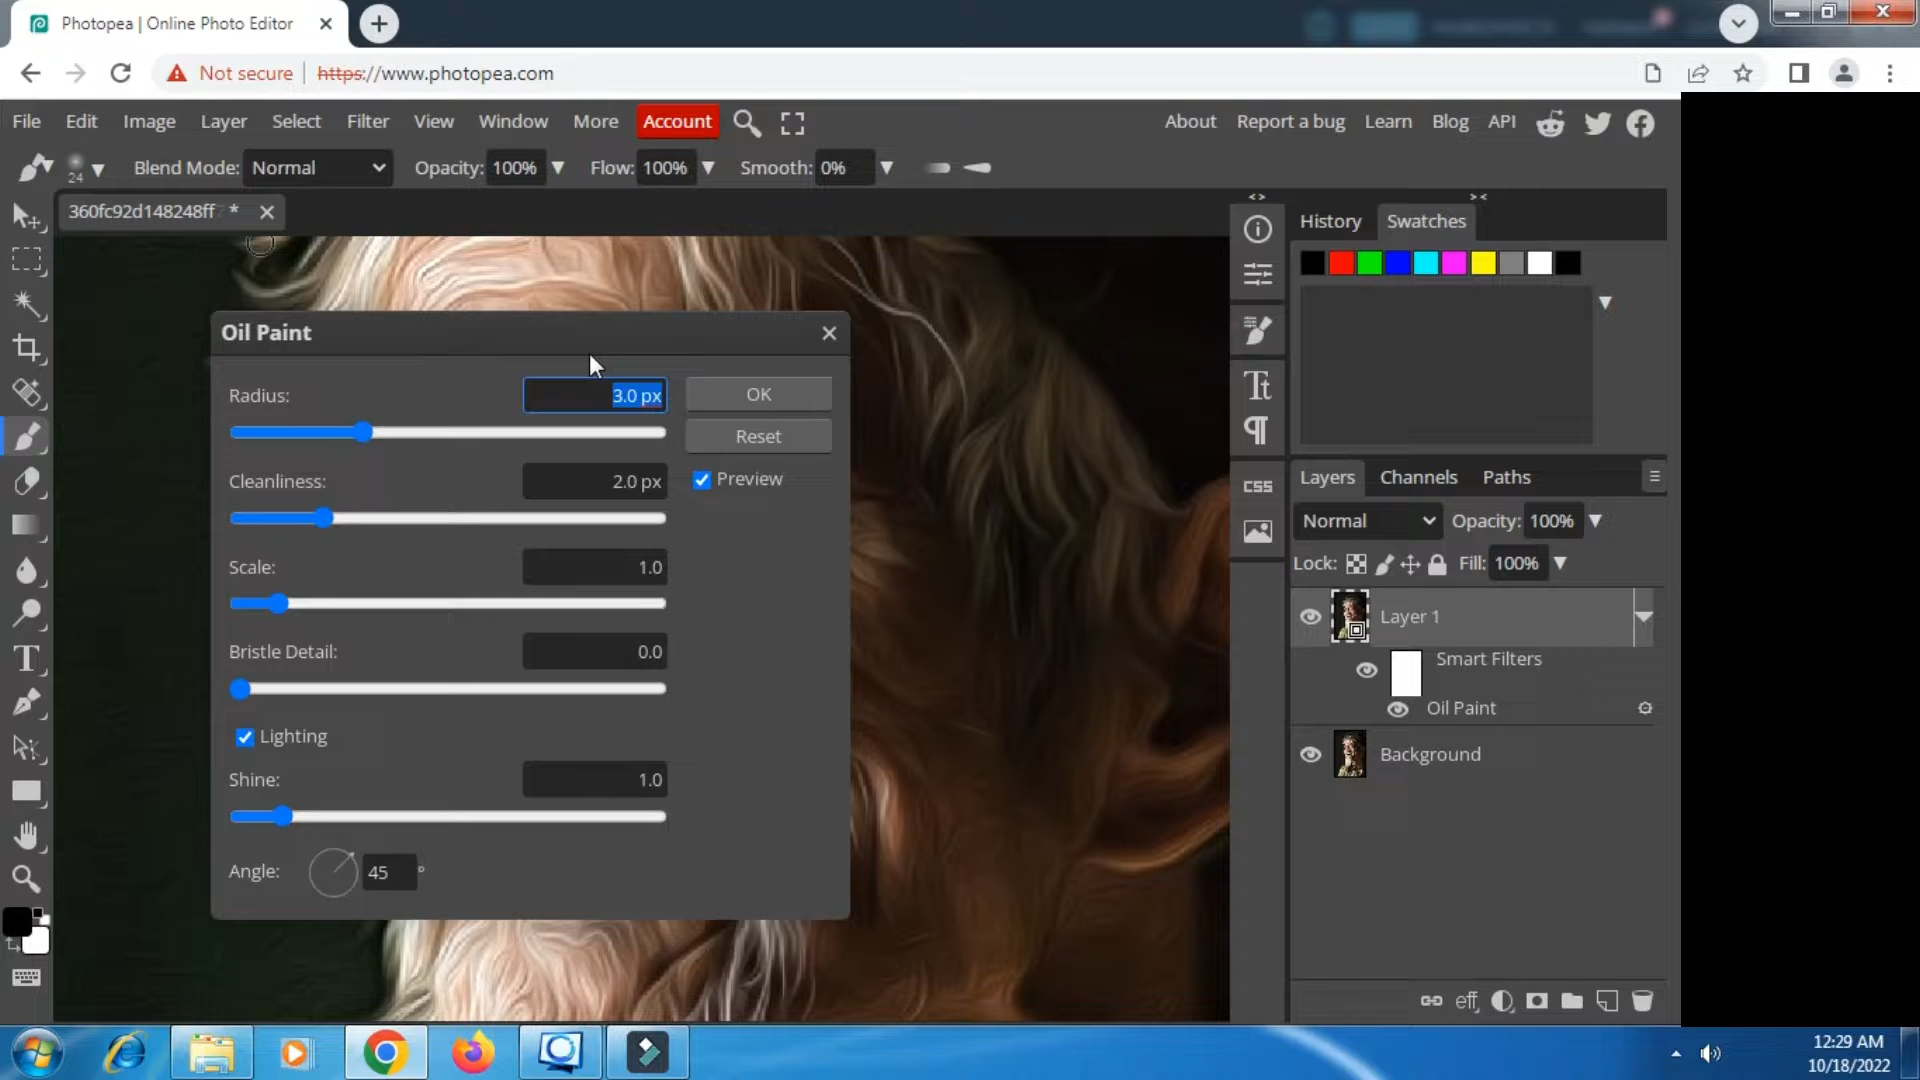 Photopea | Online Photo Editor
Not secure https://www.photopea.com
File Edit Image Layer Select Filter View Window More Account About Report a bug Learn Blog API
24 Blend Mode: Normal Opacity: 100% Flow: 100% Smooth: 0%
360fc92d148248ff *
History Swatches
Oil Paint
Radius: 3.0 px OK
Reset
Cleanliness: 2.0 px Preview
Scale: 1.0
Bristle Detail: 0.0
Lighting
Shine: 1.0
Angle: 45 °
CSS
Layers Channels Paths
Normal Opacity: 100%
Lock: Fill: 100%
Layer 1
Smart Filters
Oil Paint
Background
eff
12:29 AM
10/18/2022